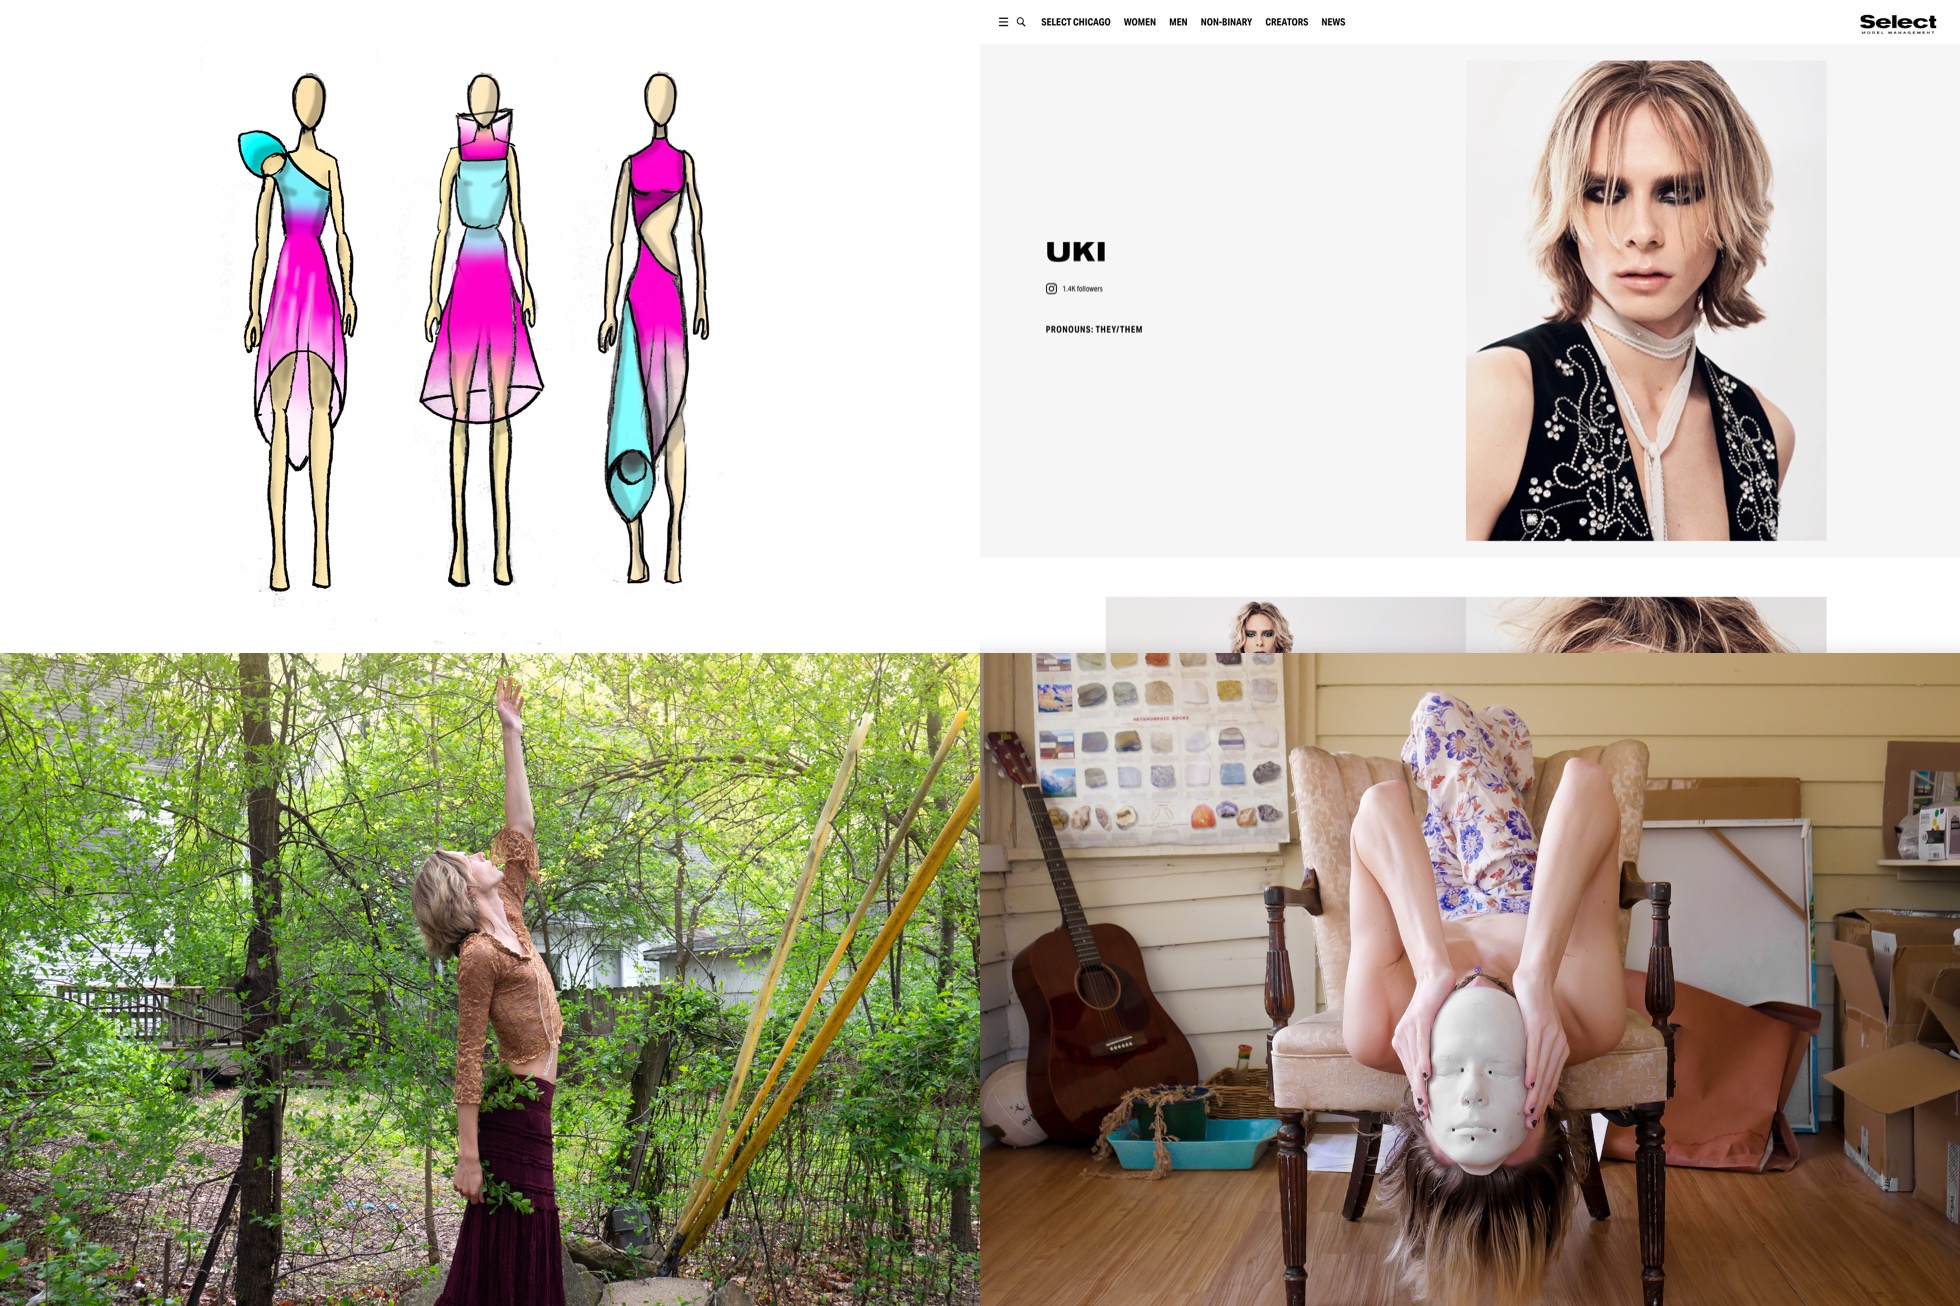 SELECT CHICAGO WOMEN MEN NON-BINARY CREATORS NEWS
Select
MODEL MANAGEMENT
UKI
1.4K followers
PRONOUNS: THEY/THEM
METAMORPHIC ROCKS